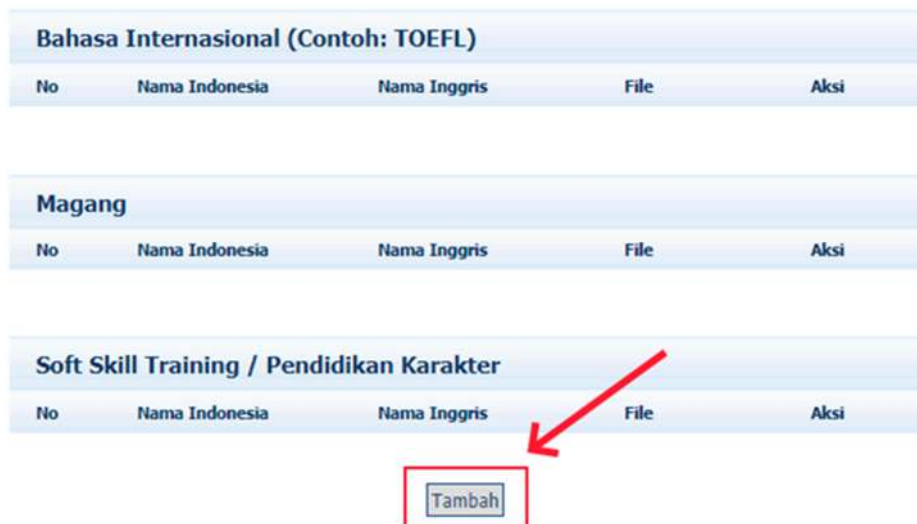 Bahasa Internasional (Contoh: TOEFL)
No Nama Indonesia Nama Inggris File Aksi
Magang
No Nama Indonesia Nama Inggris File Aksi
Soft Skill Training / Pendidikan Karakter
No Nama Indonesia Nama Inggris File Aksi
Tambah